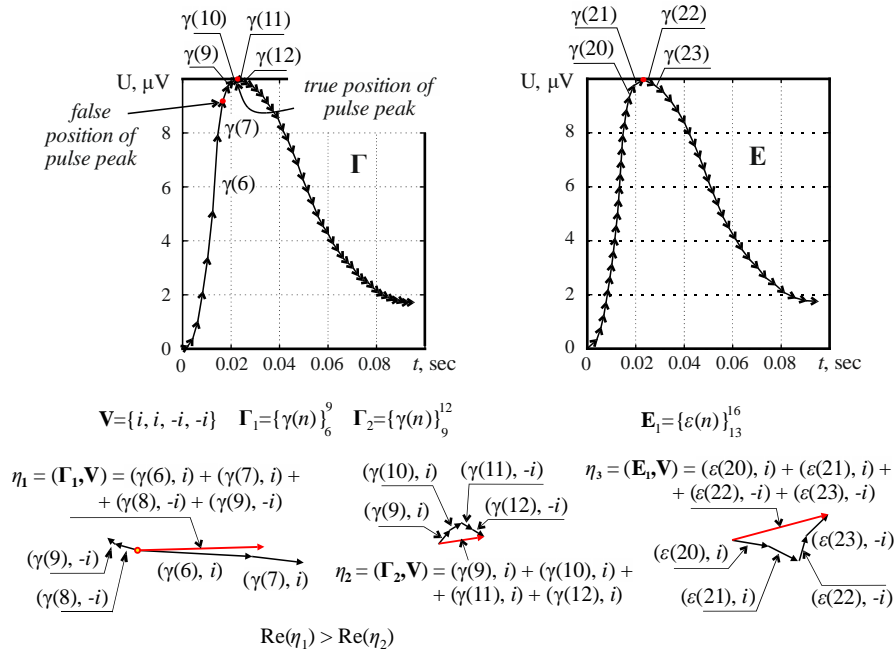 γ(10)
γ(11)
γ(9)
γ(12)
U, μV
false
position of
pulse peak
true position of
pulse peak
γ(7)
γ(6)
Γ
8
6
4
2
0
0
0.02
0.04
0.06
0.08
t, sec
γ(21)
γ(22)
γ(20)
γ(23)
U, μV
E
8
6
4
2
0
0
0.02
0.04
0.06
0.08
t, sec
V={i, i, -i, -i} Γ₁={γ(n)}₆⁹ Γ₂={γ(n)}₉¹² E₁={ε(n)}₁₃¹⁶
η₁ = (Γ₁,V) = (γ(6), i) + (γ(7), i) +
+ (γ(8), -i) + (γ(9), -i)
(γ(9), -i)
(γ(8), -i)
(γ(6), i)
(γ(7), i)
(γ(10), i)
(γ(11), -i)
(γ(9), i)
(γ(12), -i)
η₂ = (Γ₂,V) = (γ(9), i) + (γ(10), i) +
+ (γ(11), i) + (γ(12), i)
η₃ = (E₁,V) = (ε(20), i) + (ε(21), i) +
+ (ε(22), -i) + (ε(23), -i)
(ε(20), i)
(ε(23), -i)
(ε(21), i)
(ε(22), -i)
Re(η₁) > Re(η₂)